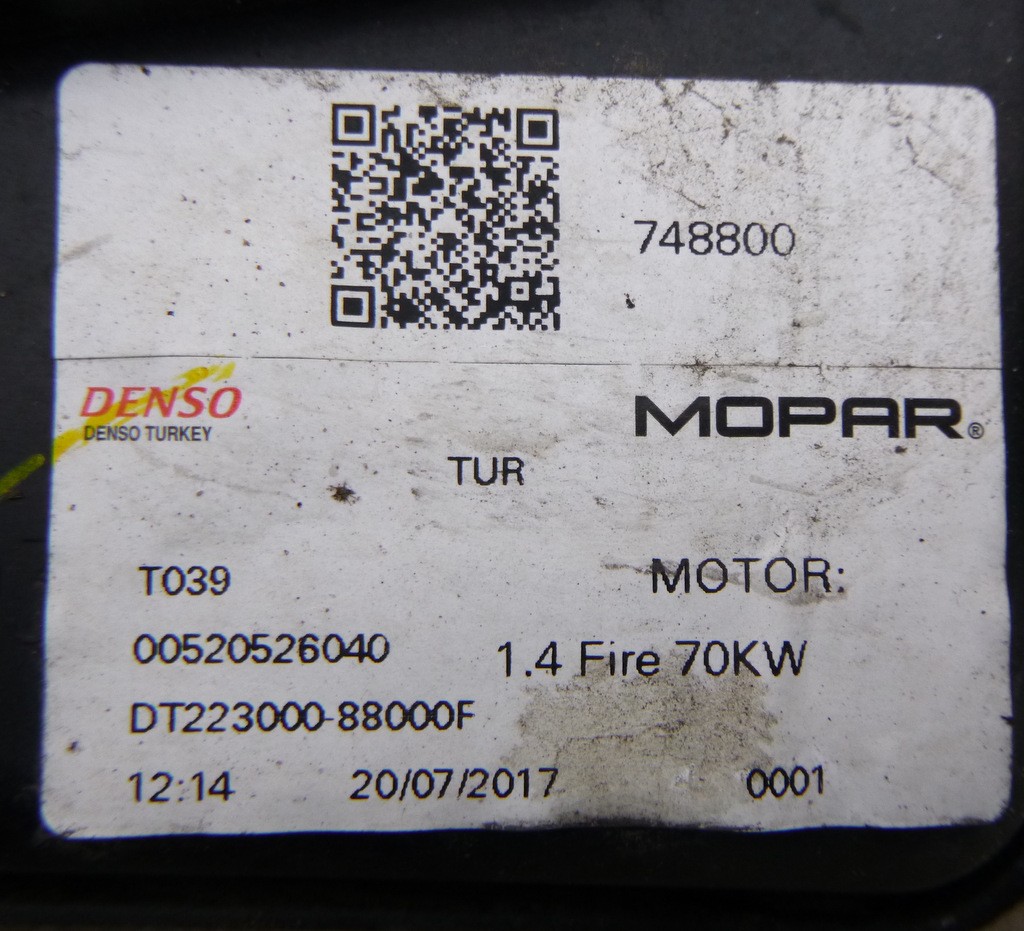 748800
DENSO
DENSO TURKEY
MOPAR®
TUR
T039
MOTOR:
00520526040
1.4 Fire 70KW
DT223000-88000F
12:14 20/07/2017 0001